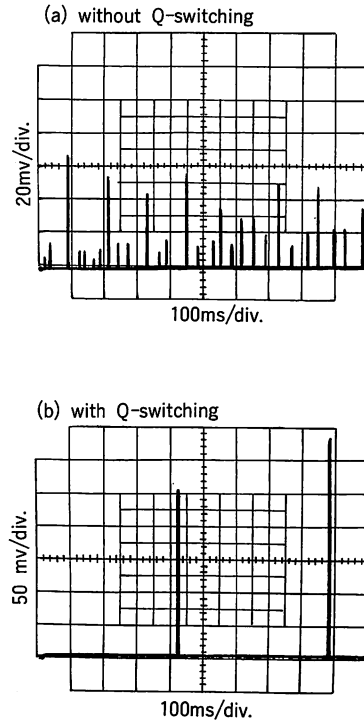 (a) without Q-switching
20mv/div.
100ms/div.
(b) with Q-switching
50 mv/div.
100ms/div.